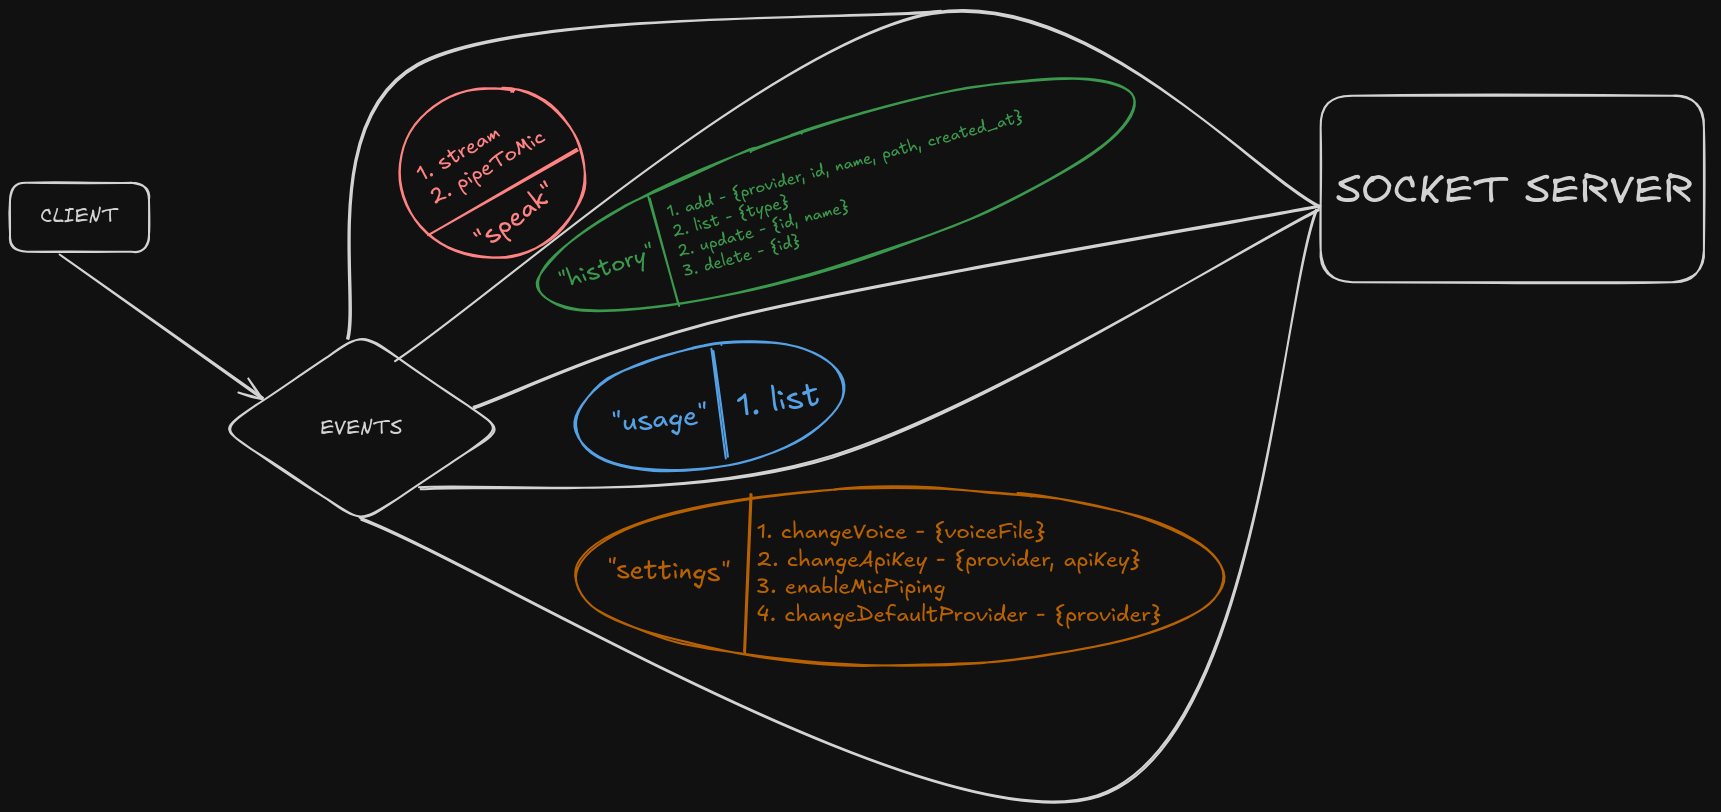 CLIENT
EVENTS
1. stream
2. pipeToMic
"speak"
"history"
1. add - {provider, id, name, path, created_at}
2. list - {type}
2. update - {id, name}
3. delete - {id}
"usage"
1. list
"settings"
1. changeVoice - {voiceFile}
2. changeApiKey - {provider, apiKey}
3. enableMicPiping
4. changeDefaultProvider - {provider}
SOCKET SERVER